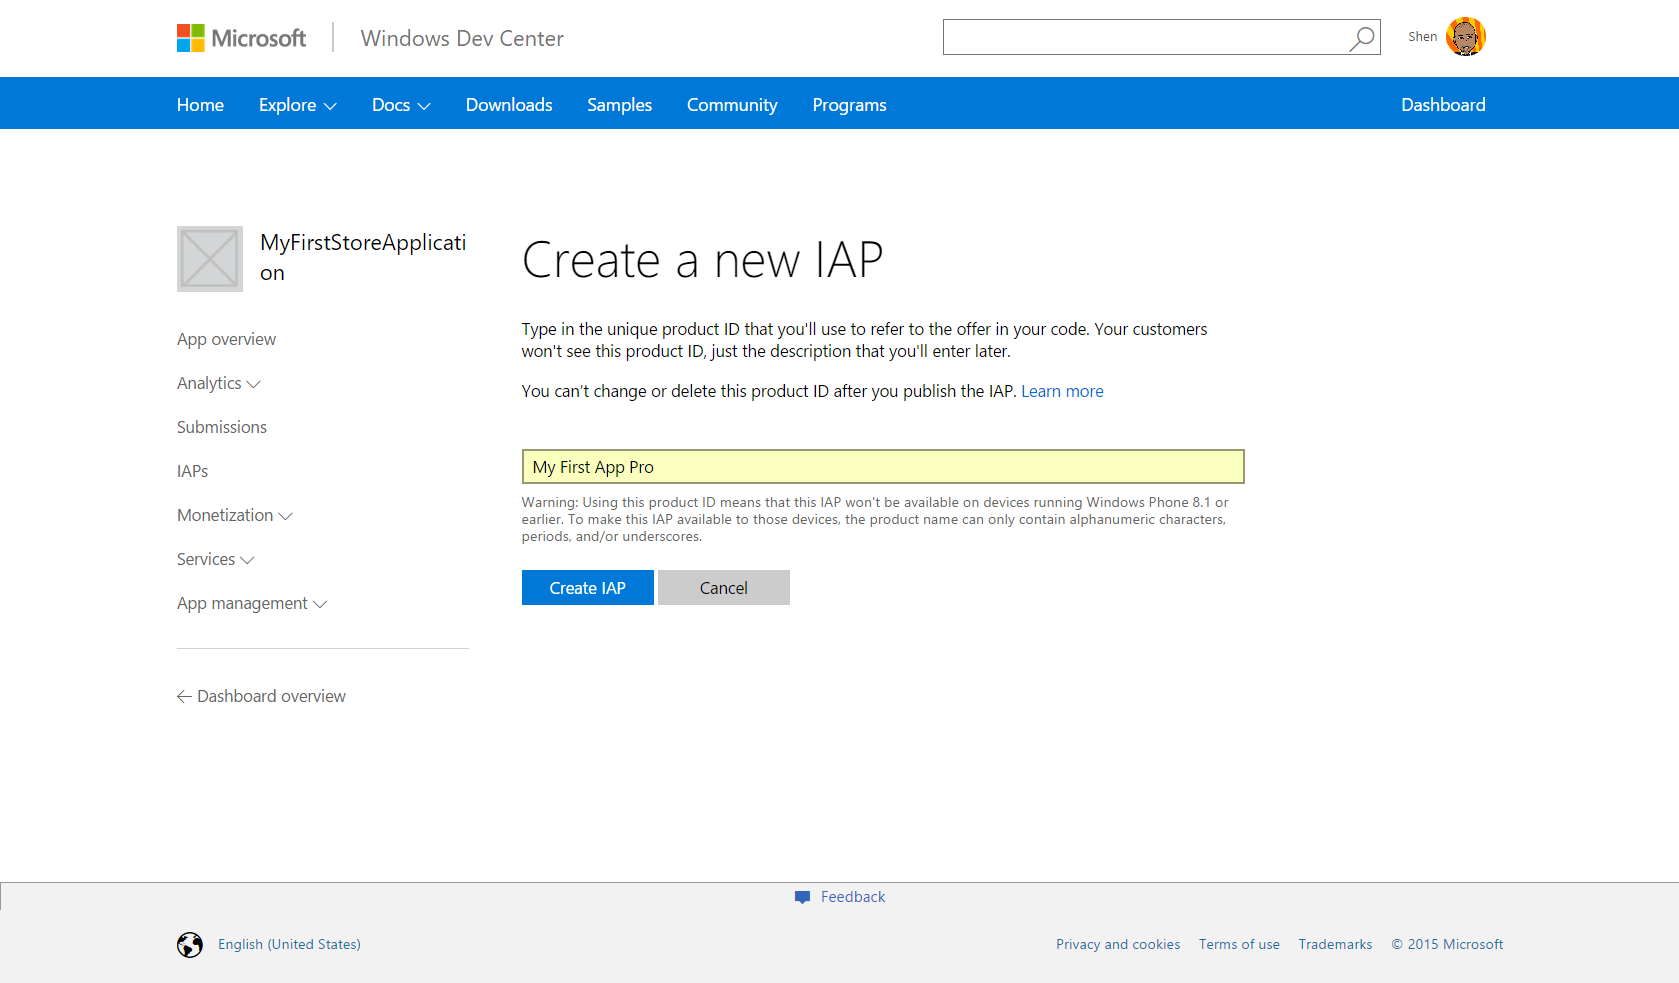 Microsoft
Windows Dev Center
Shen
Home
Explore
Docs
Downloads
Samples
Community
Programs
Dashboard
MyFirstStoreApplicati
on
App overview
Analytics
Submissions
IAPs
Monetization
Services
App management
Dashboard overview
Create a new IAP
Type in the unique product ID that you'll use to refer to the offer in your code. Your customers
won't see this product ID, just the description that you'll enter later.
You can't change or delete this product ID after you publish the IAP. Learn more
My First App Pro
Warning: Using this product ID means that this IAP won't be available on devices running Windows Phone 8.1 or
earlier. To make this IAP available to those devices, the product name can only contain alphanumeric characters,
periods, and/or underscores.
Create IAP
Cancel
Feedback
English (United States)
Privacy and cookies
Terms of use
Trademarks
© 2015 Microsoft